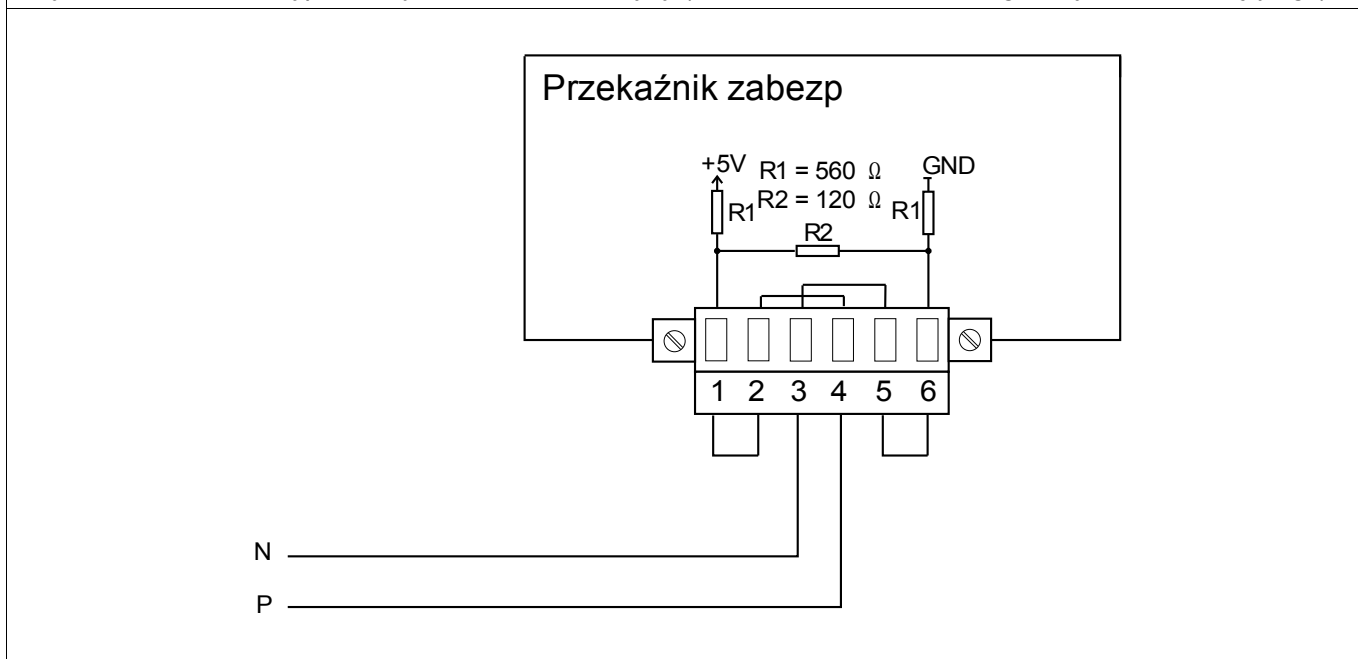 Przekaźnik zabezp
+5V R1 = 560 Ω GND
R1 R2 = 120 Ω R1
R2
1 2 3 4 5 6
N
P